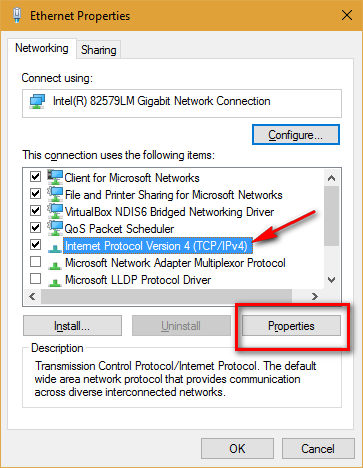 Ethernet Properties
Networking
Sharing
Connect using:
Intel(R) 82579LM Gigabit Network Connection
Configure...
This connection uses the following items:
Client for Microsoft Networks
File and Printer Sharing for Microsoft Networks
VirtualBox NDIS6 Bridged Networking Driver
QoS Packet Scheduler
Internet Protocol Version 4 (TCP/IPv4)
Microsoft Network Adapter Multiplexor Protocol
Microsoft LLDP Protocol Driver
Install...
Uninstall
Properties
Description
Transmission Control Protocol/Internet Protocol. The default
wide area network protocol that provides communication
across diverse interconnected networks.
OK
Cancel